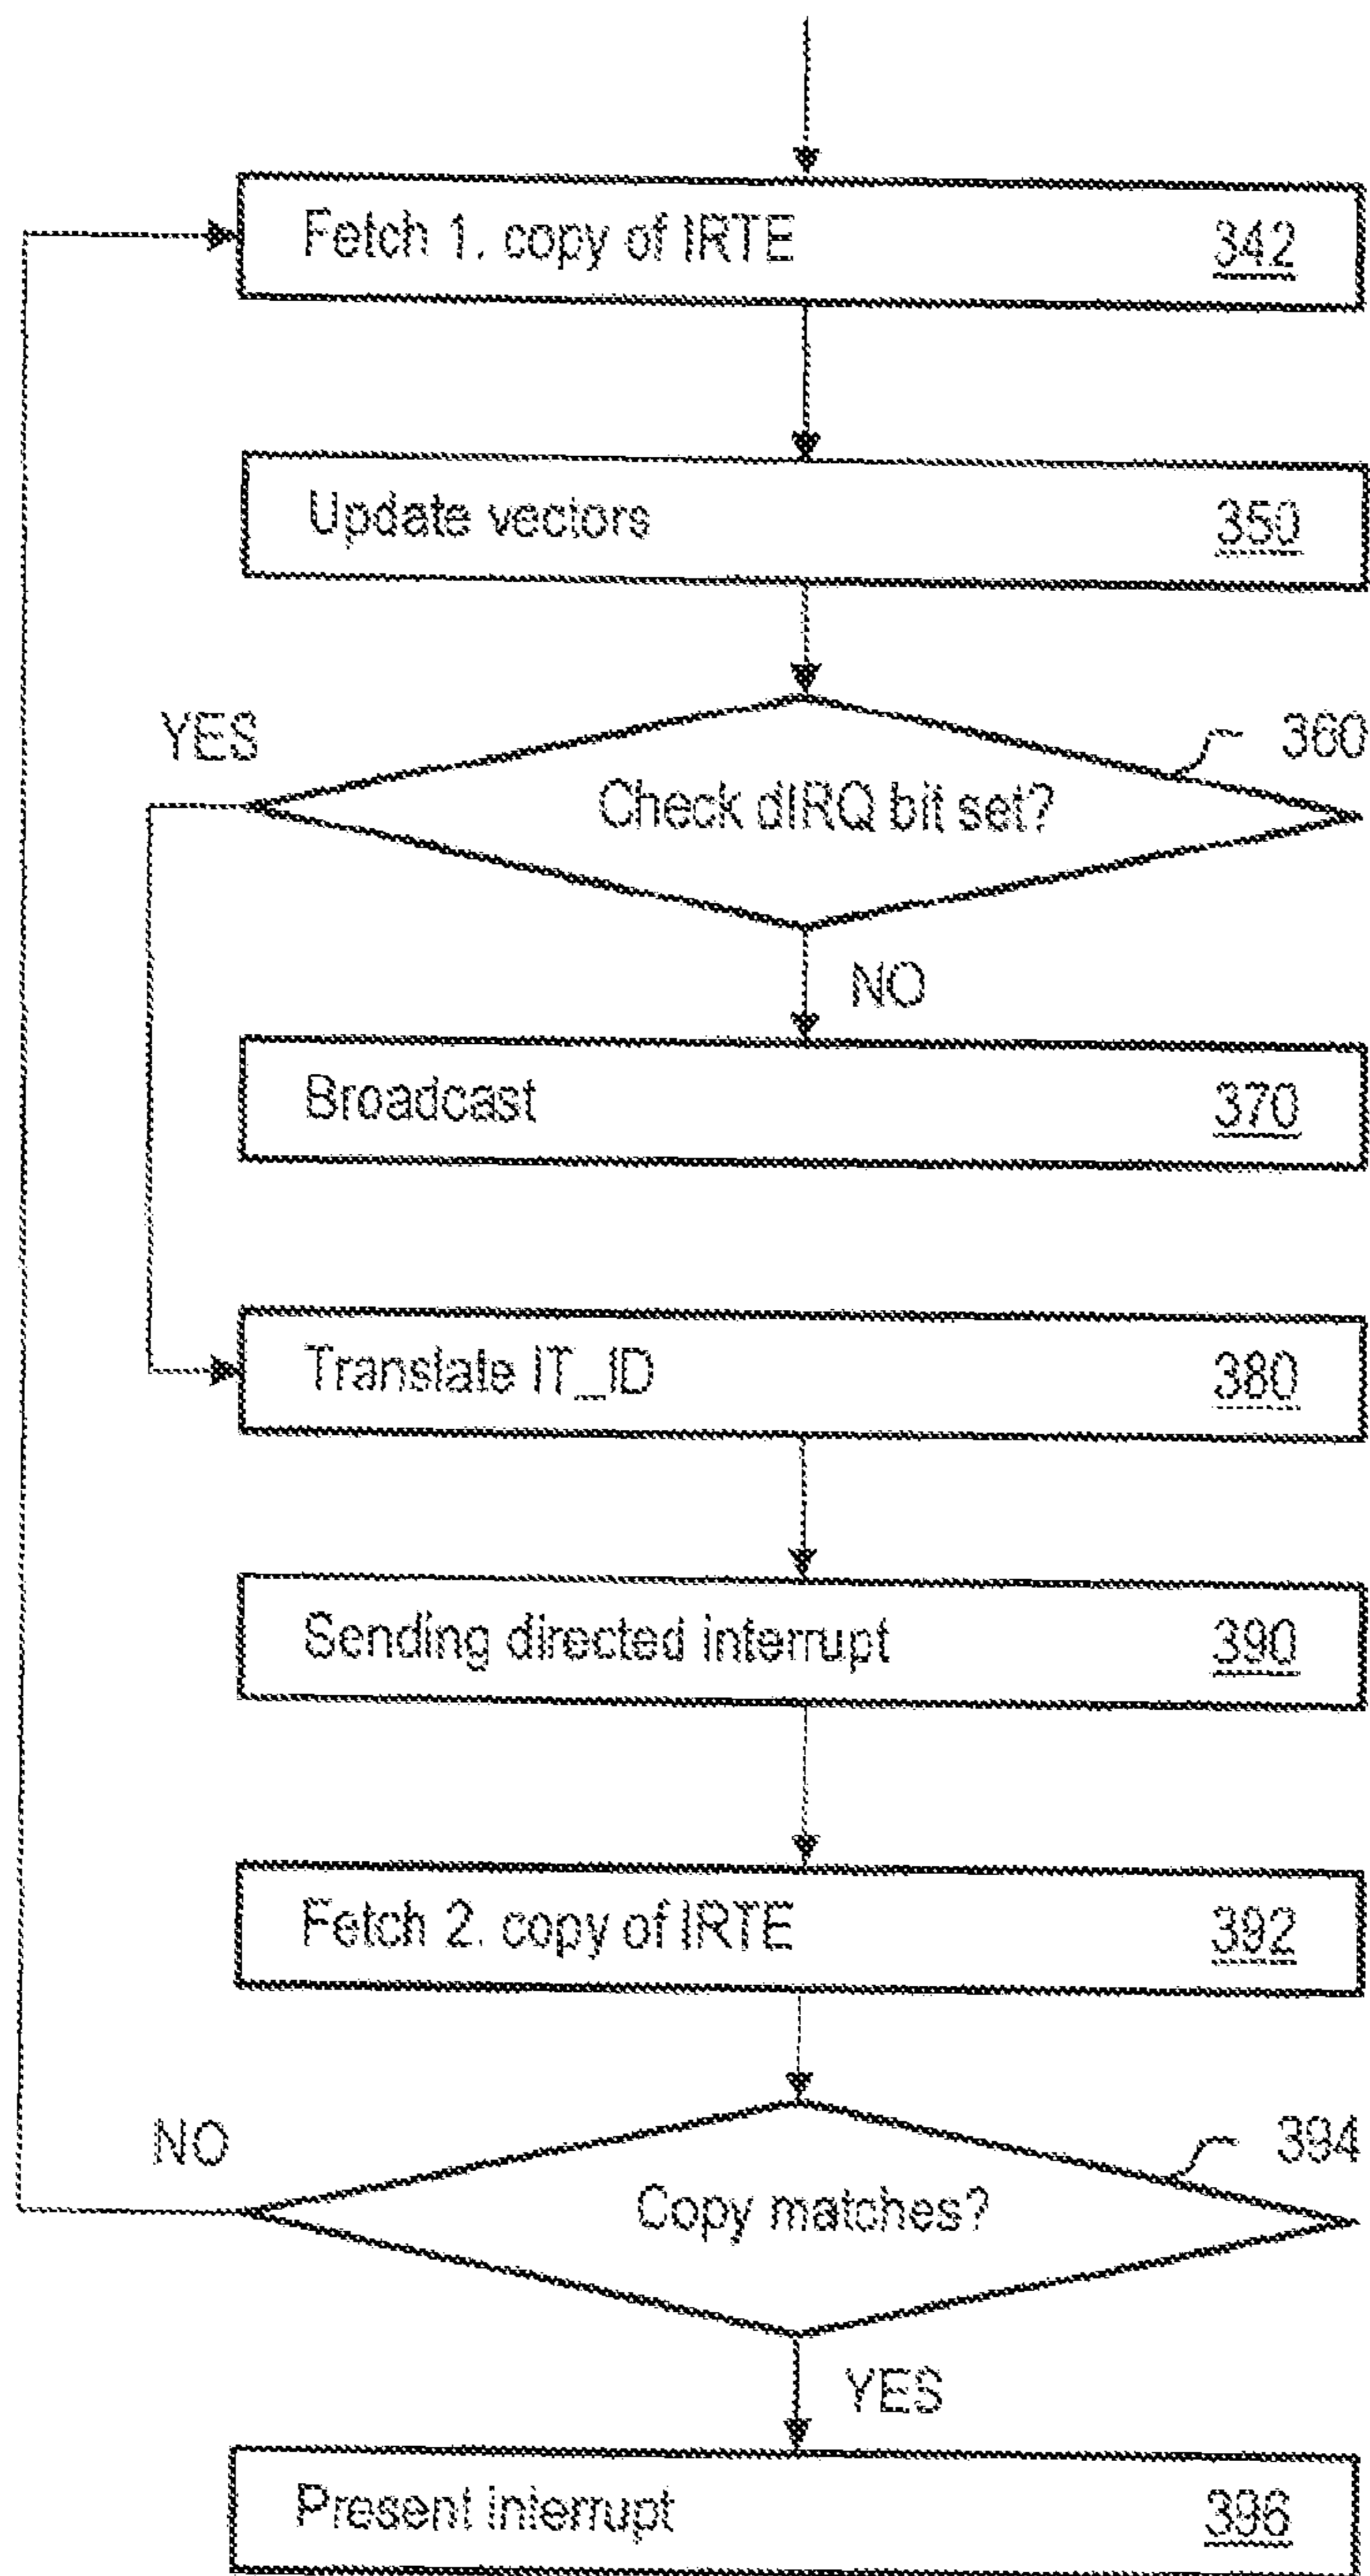 Fetch 1. copy of IRTE 342
Update vectors 350
YES
360
Check dIRQ bit set?
NO
Broadcast 370
Translate IT_ID 380
Sending directed interrupt 390
Fetch 2. copy of IRTE 392
NO
394
Copy matches?
YES
Present interrupt 396